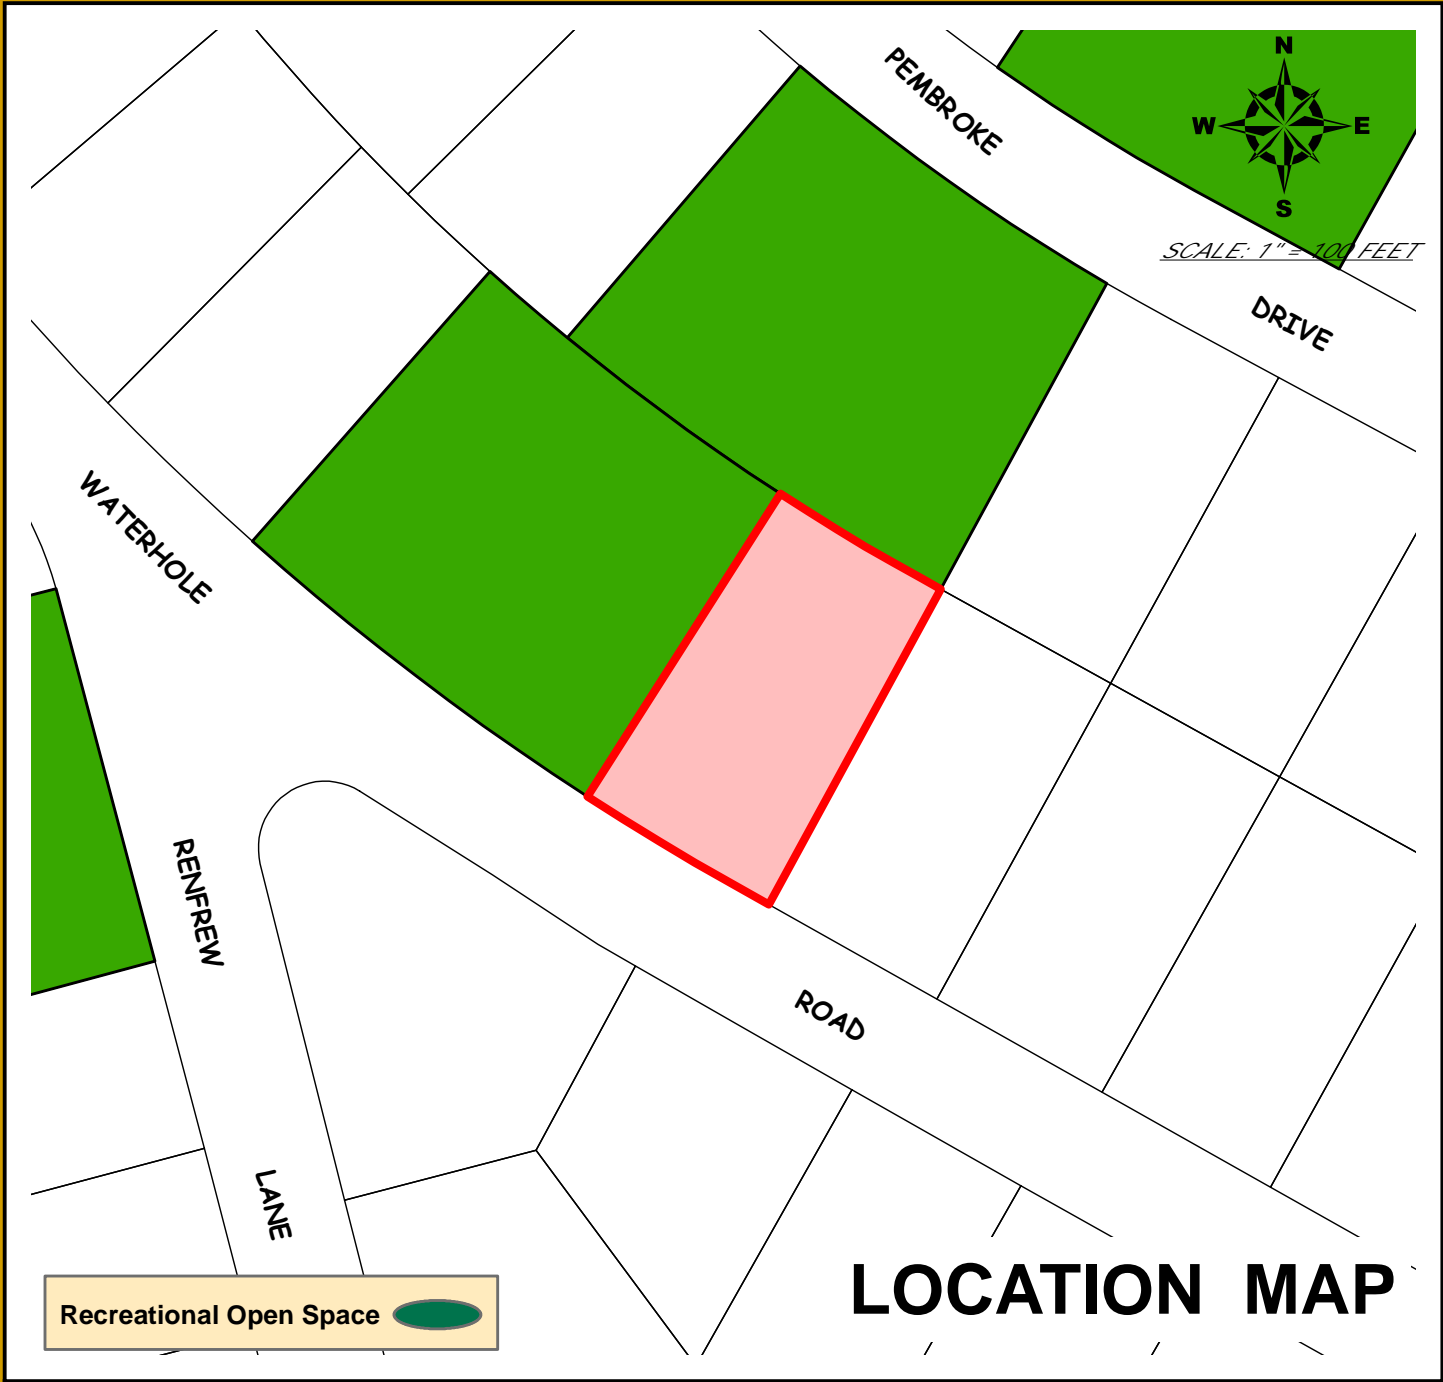 PEMBROKE
N
W
E
S
SCALE: 1" = 100 FEET
DRIVE
WATERHOLE
RENFREW
ROAD
LANE
LOCATION MAP
Recreational Open Space